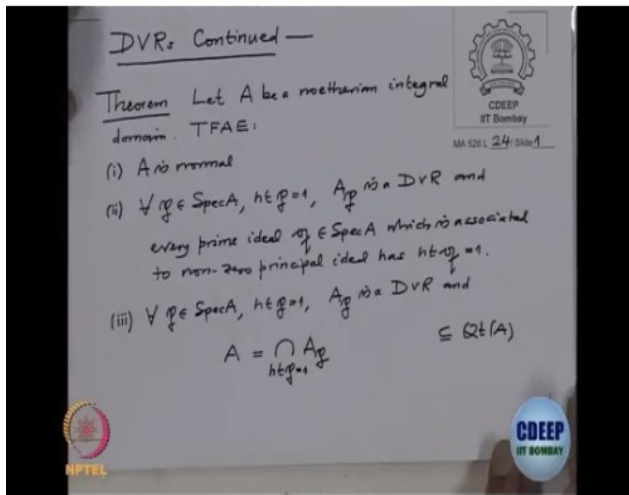 DVRs Continued —
Theorem Let A be a noetherian integral
domain. TFAE:
(i) A is normal
(ii) ∀ 𝔭 ∈ Spec A, ht 𝔭 = 1, A𝔭 is a DVR and
every prime ideal 𝔮 ∈ Spec A which is associated
to non-zero principal ideal has ht 𝔮 = 1.
(iii) ∀ 𝔭 ∈ Spec A, ht 𝔭 = 1, A𝔭 is a DVR and
A = ∩ A𝔭 ⊆ Qt(A)
ht 𝔭 = 1
CDEEP
IIT Bombay
MA 526 L 24 / Slide 1
NPTEL
CDEEP
IIT BOMBAY